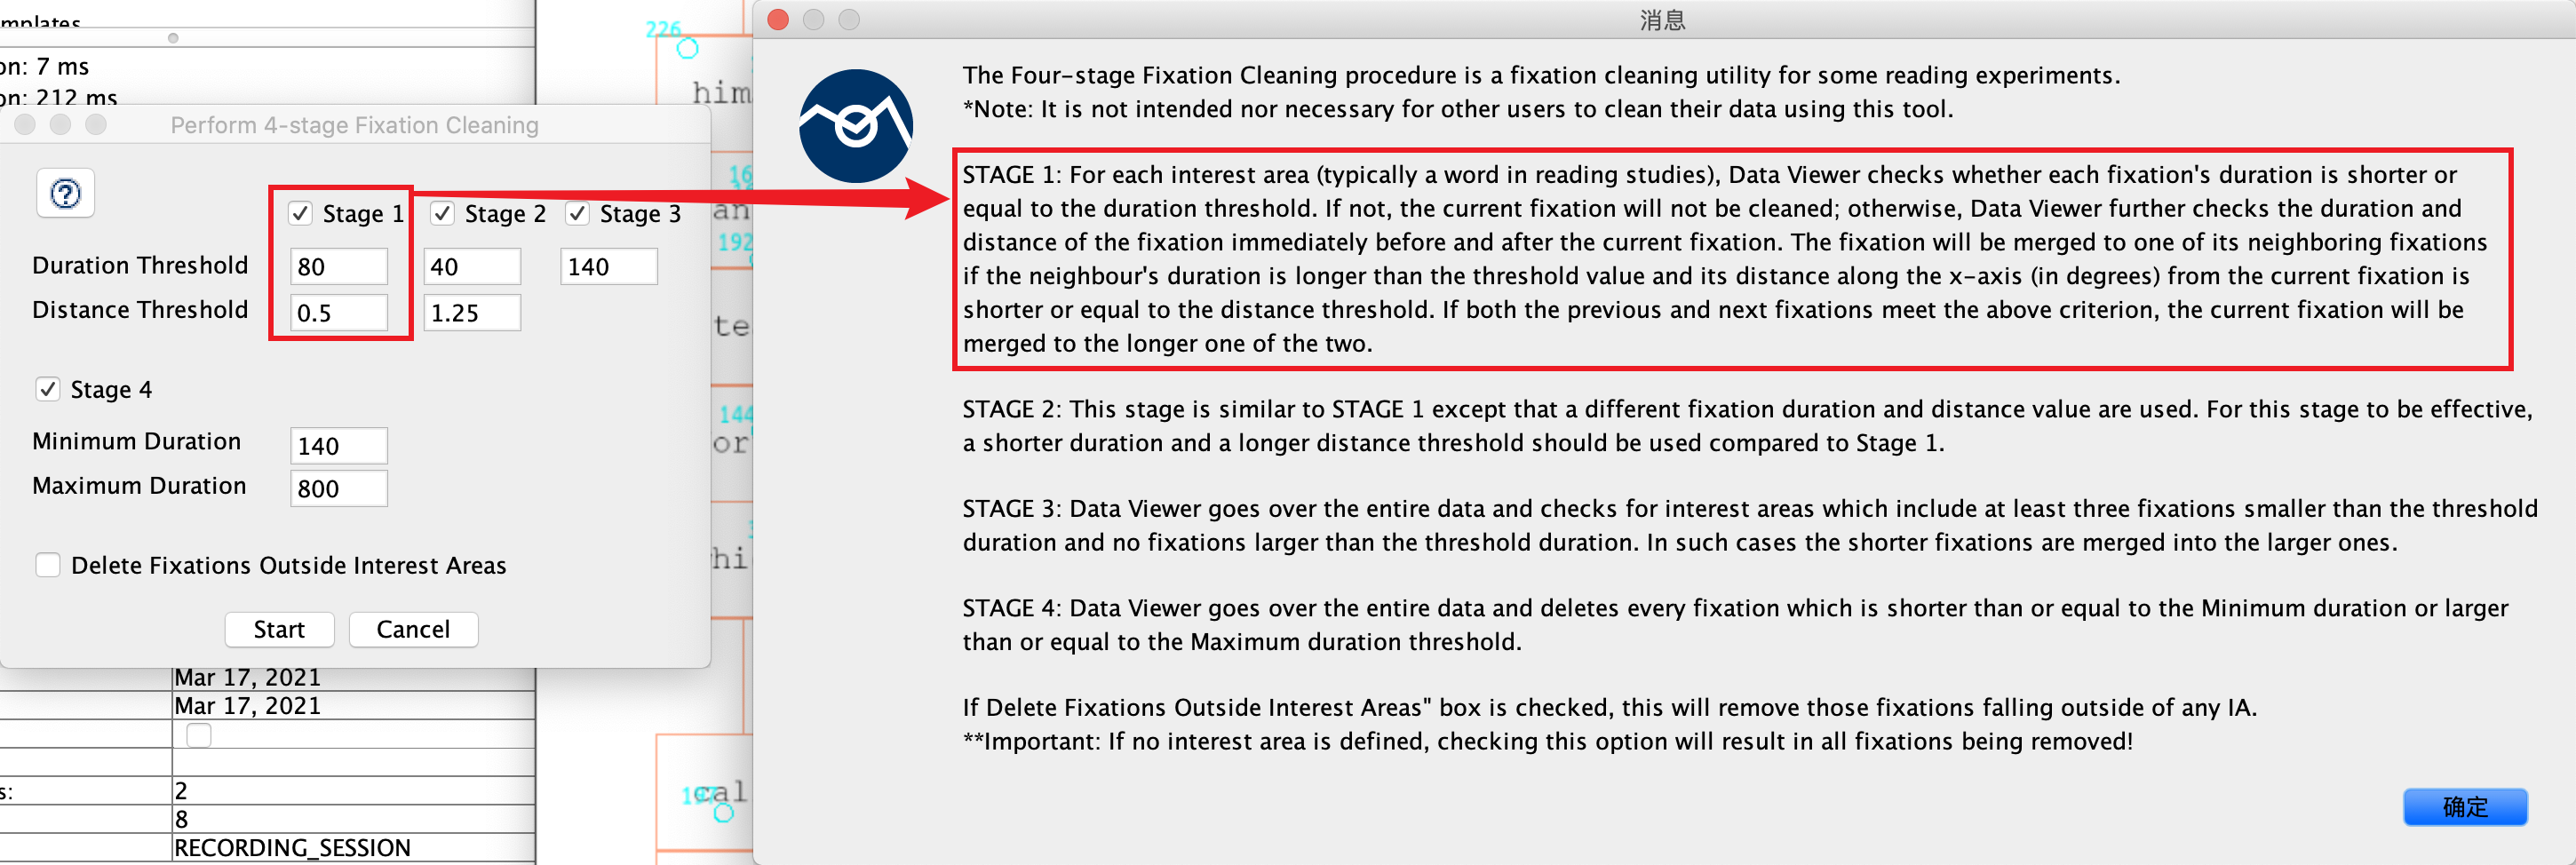 mplates
on: 7 ms
on: 212 ms
Perform 4-stage Fixation Cleaning
?
Stage 1
Stage 2
Stage 3
Duration Threshold
80
40
140
Distance Threshold
0.5
1.25
Stage 4
Minimum Duration
140
Maximum Duration
800
Delete Fixations Outside Interest Areas
Start
Cancel
Mar 17, 2021
Mar 17, 2021
s:
2
8
RECORDING_SESSION
226
him
16
an
192
te
144
or
hi
197
cal
消息
The Four-stage Fixation Cleaning procedure is a fixation cleaning utility for some reading experiments.
*Note: It is not intended nor necessary for other users to clean their data using this tool.
STAGE 1: For each interest area (typically a word in reading studies), Data Viewer checks whether each fixation's duration is shorter or
equal to the duration threshold. If not, the current fixation will not be cleaned; otherwise, Data Viewer further checks the duration and
distance of the fixation immediately before and after the current fixation. The fixation will be merged to one of its neighboring fixations
if the neighbour's duration is longer than the threshold value and its distance along the x-axis (in degrees) from the current fixation is
shorter or equal to the distance threshold. If both the previous and next fixations meet the above criterion, the current fixation will be
merged to the longer one of the two.
STAGE 2: This stage is similar to STAGE 1 except that a different fixation duration and distance value are used. For this stage to be effective,
a shorter duration and a longer distance threshold should be used compared to Stage 1.
STAGE 3: Data Viewer goes over the entire data and checks for interest areas which include at least three fixations smaller than the threshold
duration and no fixations larger than the threshold duration. In such cases the shorter fixations are merged into the larger ones.
STAGE 4: Data Viewer goes over the entire data and deletes every fixation which is shorter than or equal to the Minimum duration or larger
than or equal to the Maximum duration threshold.
If Delete Fixations Outside Interest Areas" box is checked, this will remove those fixations falling outside of any IA.
**Important: If no interest area is defined, checking this option will result in all fixations being removed!
确定